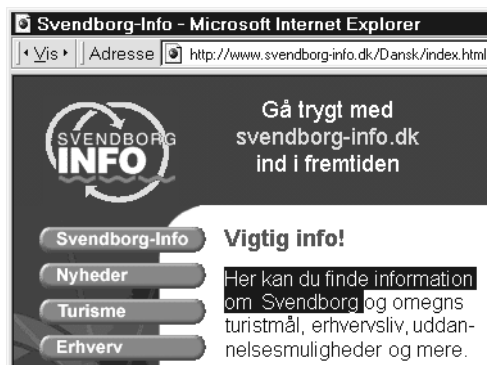 Svendborg-Info - Microsoft Internet Explorer
Vis Adresse http://www.svendborg-info.dk/Dansk/index.html
SVENDBORG
INFO
Gå trygt med
svendborg-info.dk
ind i fremtiden
Svendborg-Info
Nyheder
Turisme
Erhverv
Vigtig info!
Her kan du finde information
om Svendborg og omegns
turistmål, erhvervsliv, uddan-
nelsesmuligheder og mere.